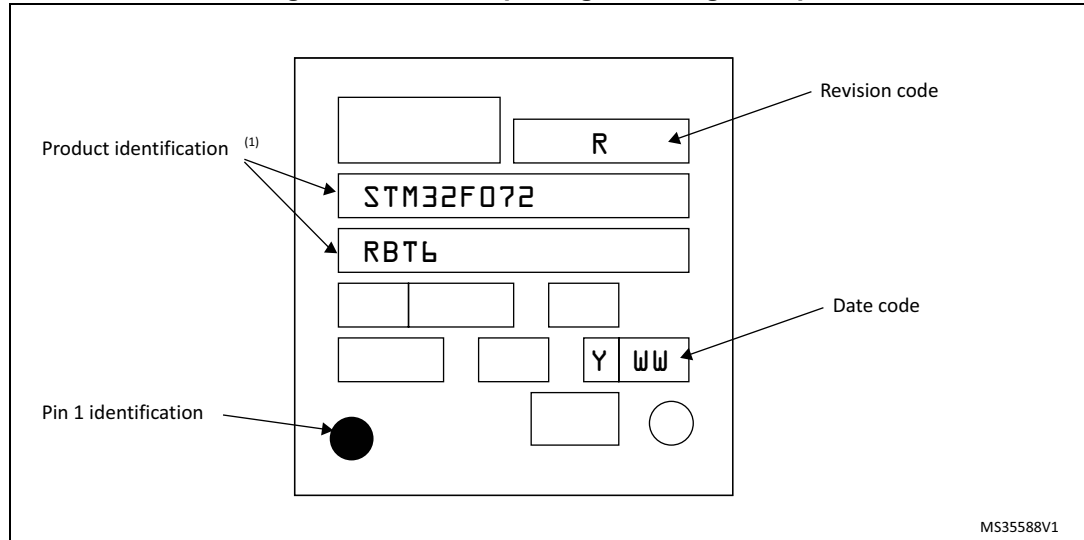 Revision code
R
Product identification (1)
STM32F072
RBT6
Date code
Y WW
Pin 1 identification
MS35588V1